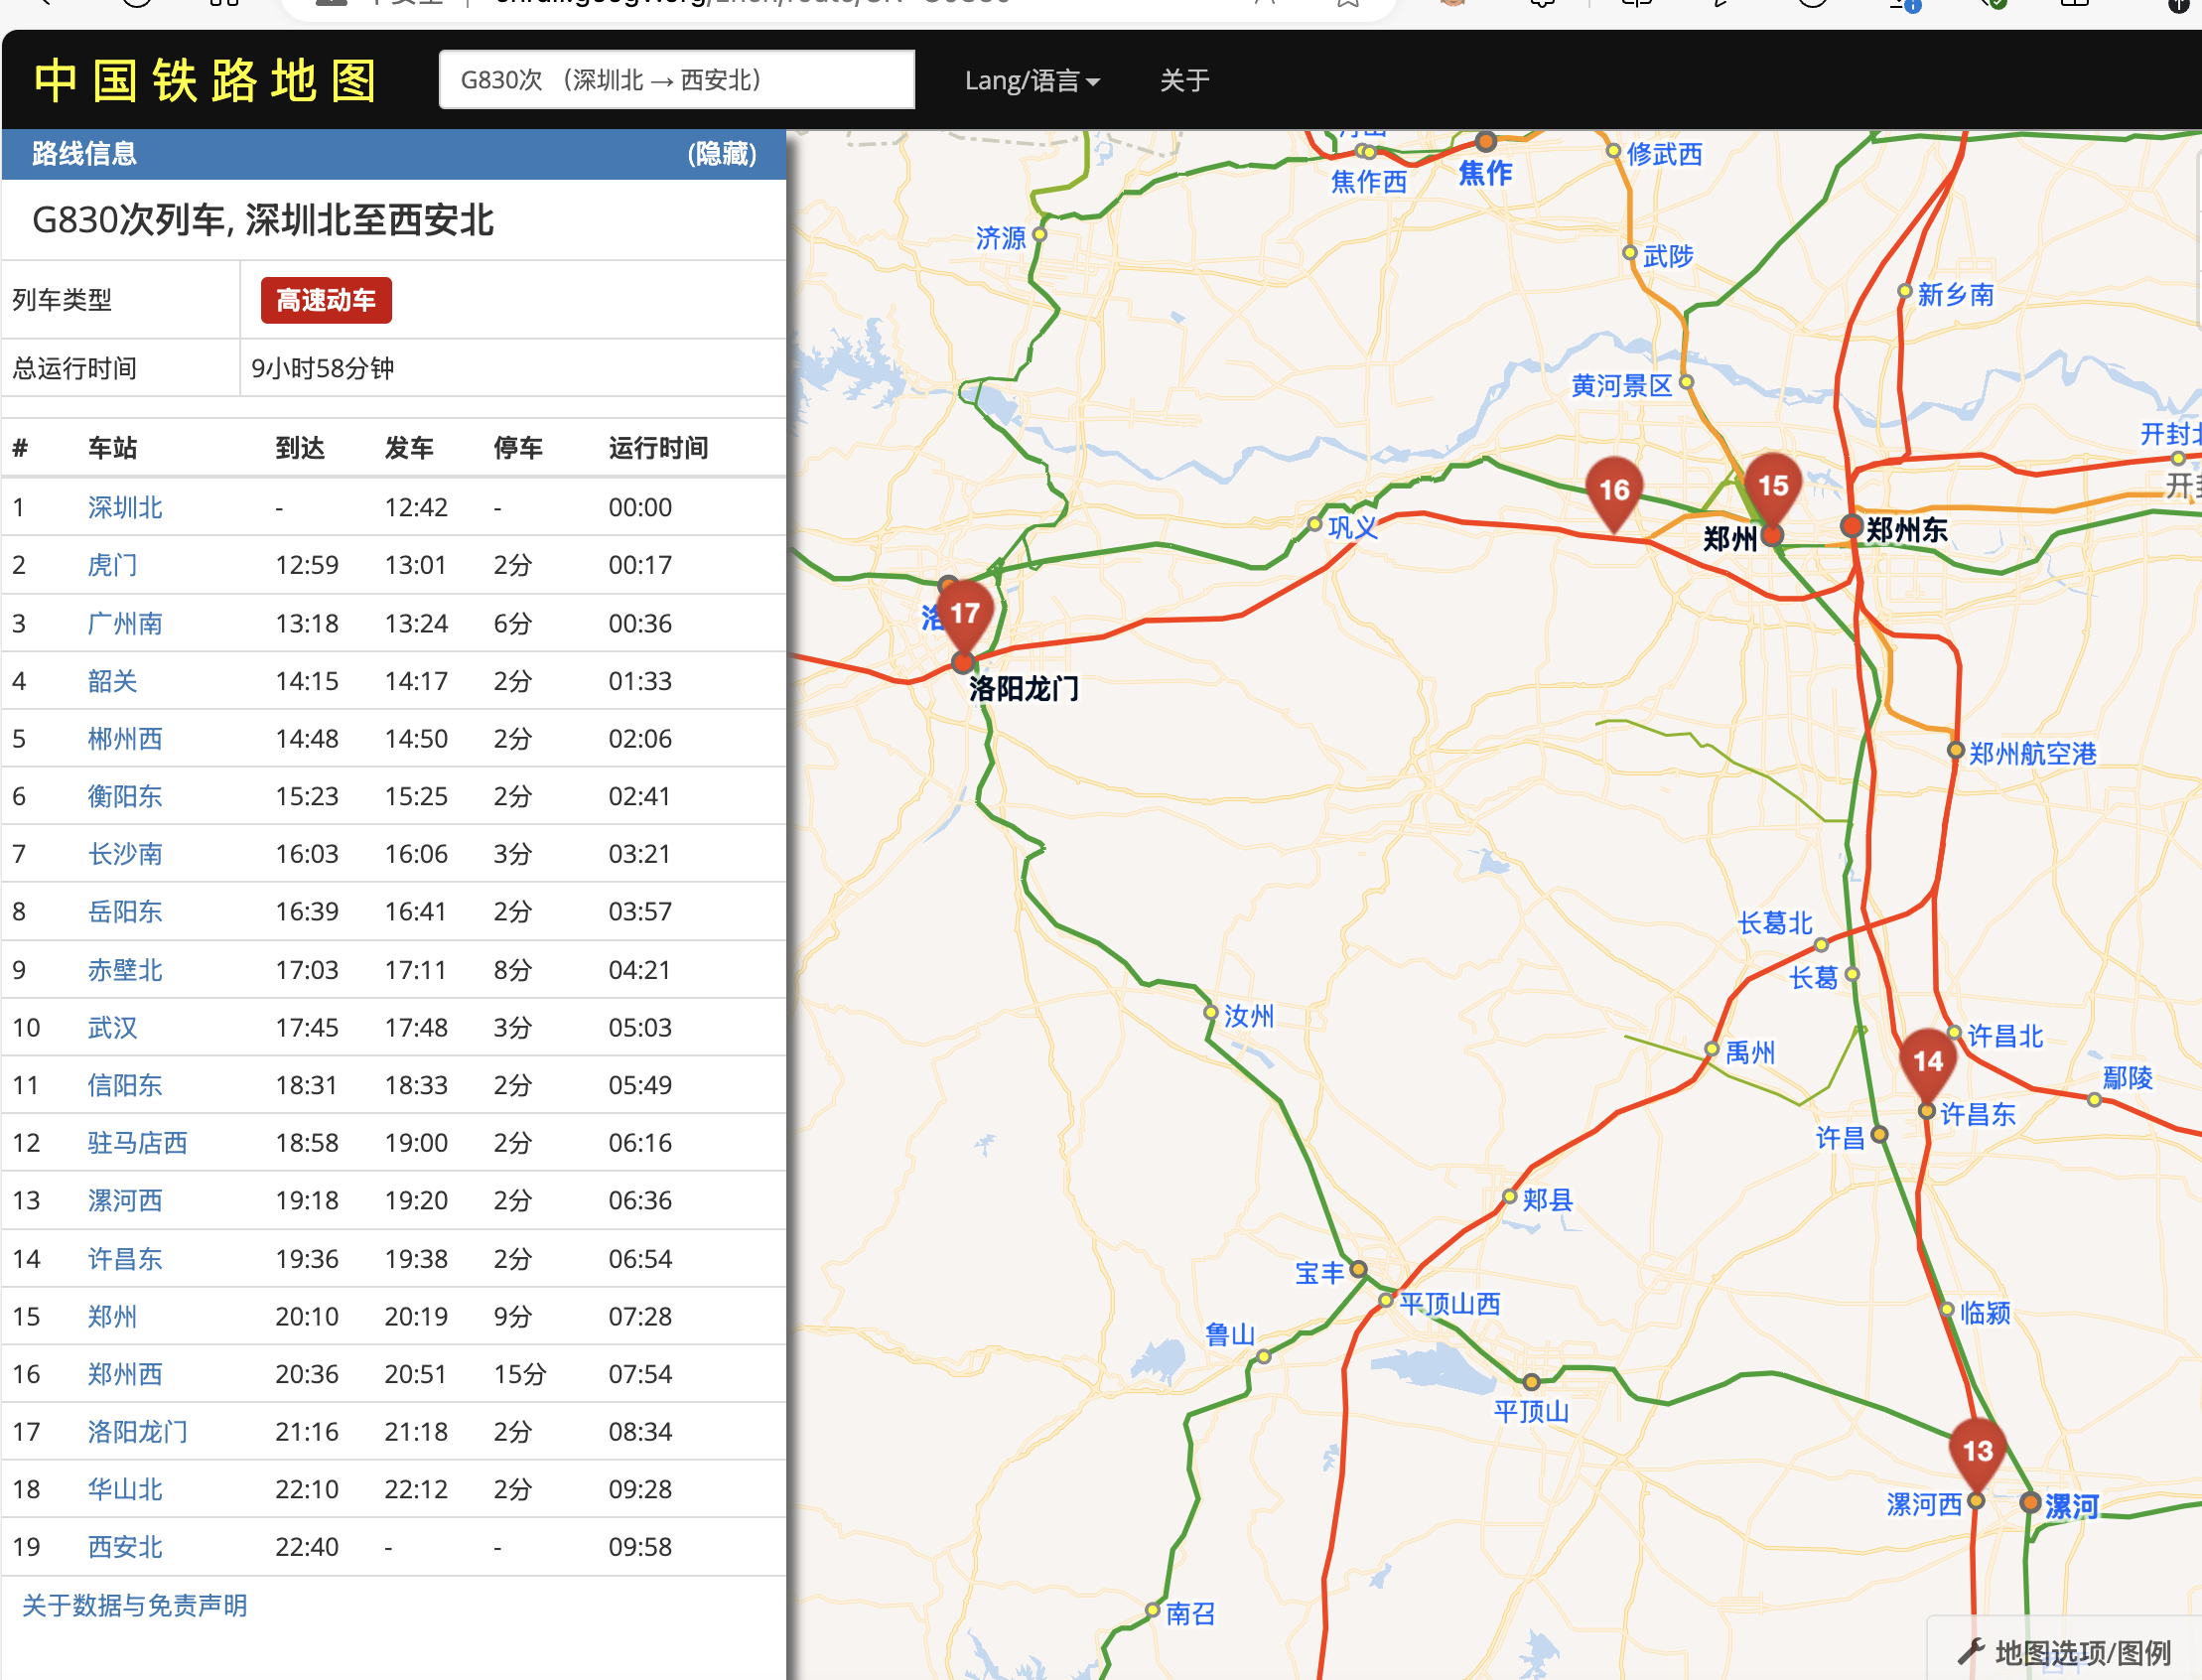 中国铁路地图
G830次 （深圳北 → 西安北）
Lang/语言
关于
路线信息
(隐藏)
G830次列车, 深圳北至西安北
列车类型 高速动车
总运行时间 9小时58分钟
# 车站 到达 发车 停车 运行时间
1 深圳北 - 12:42 - 00:00
2 虎门 12:59 13:01 2分 00:17
3 广州南 13:18 13:24 6分 00:36
4 韶关 14:15 14:17 2分 01:33
5 郴州西 14:48 14:50 2分 02:06
6 衡阳东 15:23 15:25 2分 02:41
7 长沙南 16:03 16:06 3分 03:21
8 岳阳东 16:39 16:41 2分 03:57
9 赤壁北 17:03 17:11 8分 04:21
10 武汉 17:45 17:48 3分 05:03
11 信阳东 18:31 18:33 2分 05:49
12 驻马店西 18:58 19:00 2分 06:16
13 漯河西 19:18 19:20 2分 06:36
14 许昌东 19:36 19:38 2分 06:54
15 郑州 20:10 20:19 9分 07:28
16 郑州西 20:36 20:51 15分 07:54
17 洛阳龙门 21:16 21:18 2分 08:34
18 华山北 22:10 22:12 2分 09:28
19 西安北 22:40 - - 09:58
关于数据与免责声明
焦作西
焦作
修武西
济源
武陟
新乡南
黄河景区
开封
16
15
巩义
郑州
郑州东
17
洛阳龙门
郑州航空港
长葛北
长葛
汝州
禹州
许昌北
14
鄢陵
许昌东
许昌
郏县
宝丰
平顶山西
临颍
鲁山
平顶山
13
漯河西
漯河
南召
地图选项/图例